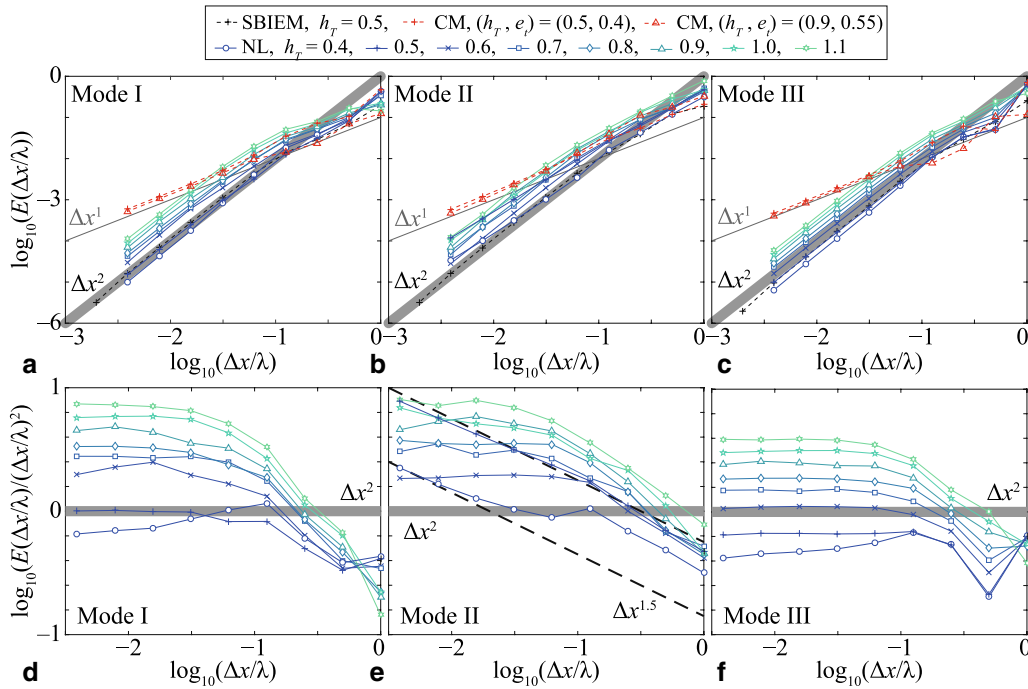 SBIEM, h_T = 0.5, CM, (h_T, e_t) = (0.5, 0.4) CM, (h_T, e_t) = (0.9, 0.55)
NL, h_T = 0.4, 0.5, 0.6, 0.7, 0.8, 0.9, 1.0, 1.1
log10(E(Δx/λ))
0
−3
−6
Mode I
Δx^1
Δx^2
−3 −2 −1 0
log10(Δx/λ)
a
Mode II
Δx^1
Δx^2
−3 −2 −1 0
log10(Δx/λ)
b
Mode III
Δx^1
Δx^2
−3 −2 −1 0
log10(Δx/λ)
c
log10(E(Δx/λ)/(Δx/λ)^2)
1
0
−1
Δx^2
Mode I
−2 −1 0
log10(Δx/λ)
d
Δx^2
Δx^1.5
Mode II
−2 −1 0
log10(Δx/λ)
e
Δx^2
Mode III
−2 −1 0
log10(Δx/λ)
f